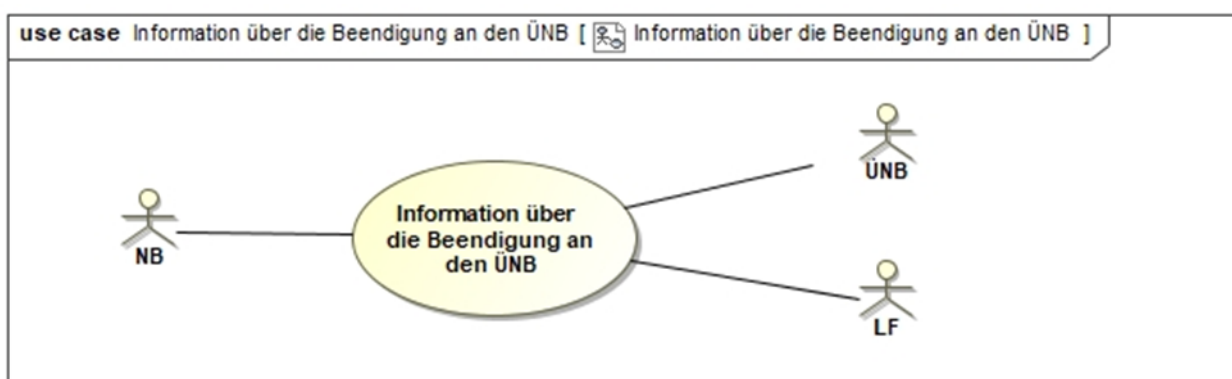 use case Information über die Beendigung an den ÜNB [ Information über die Beendigung an den ÜNB ]
ÜNB
Information über
die Beendigung an
den ÜNB
NB
LF